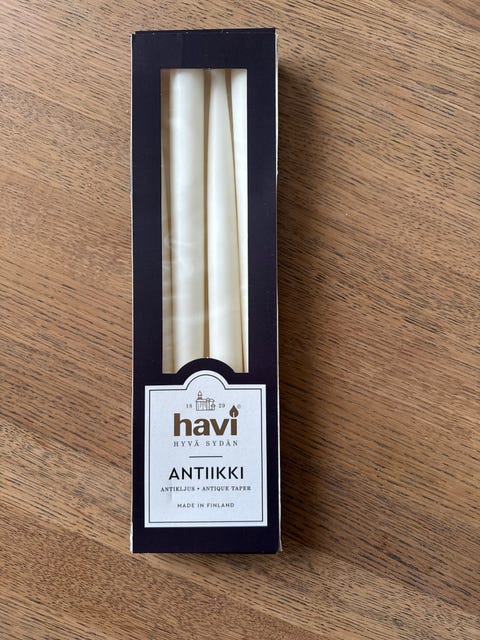 18 29
havi®
HYVÄ SYDÄN
ANTIIKKI
ANTIKLJUS • ANTIQUE TAPER
MADE IN FINLAND